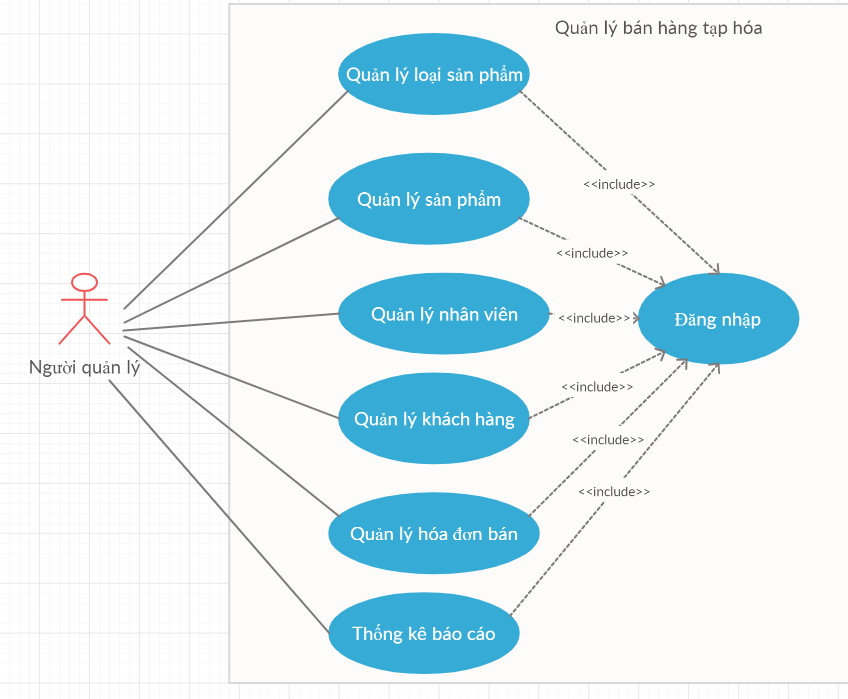 Quản lý bán hàng tạp hóa
Quản lý loại sản phẩm
<<include>>
Quản lý sản phẩm
<<include>>
Quản lý nhân viên
<<include>>
Đăng nhập
Người quản lý
Quản lý khách hàng
<<include>>
<<include>>
Quản lý hóa đơn bán
<<include>>
Thống kê báo cáo